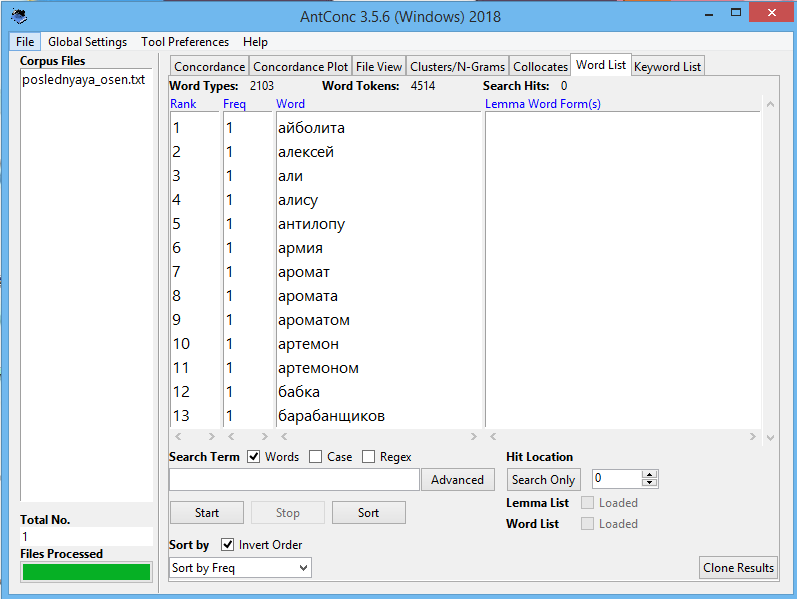 AntConc 3.5.6 (Windows) 2018
File Global Settings Tool Preferences Help
Corpus Files
poslednyaya_osen.txt
Concordance Concordance Plot File View Clusters/N-Grams Collocates Word List Keyword List
Word Types: 2103 Word Tokens: 4514 Search Hits: 0
Rank Freq Word Lemma Word Form(s)
1 1 айболита
2 1 алексей
3 1 али
4 1 алису
5 1 антилопу
6 1 армия
7 1 аромат
8 1 аромата
9 1 ароматом
10 1 артемон
11 1 артемоном
12 1 бабка
13 1 барабанщиков
Search Term Words Case Regex Hit Location
Advanced Search Only 0
Lemma List Loaded
Start Stop Sort
Word List Loaded
Total No.
1
Files Processed
Sort by Invert Order
Sort by Freq
Clone Results